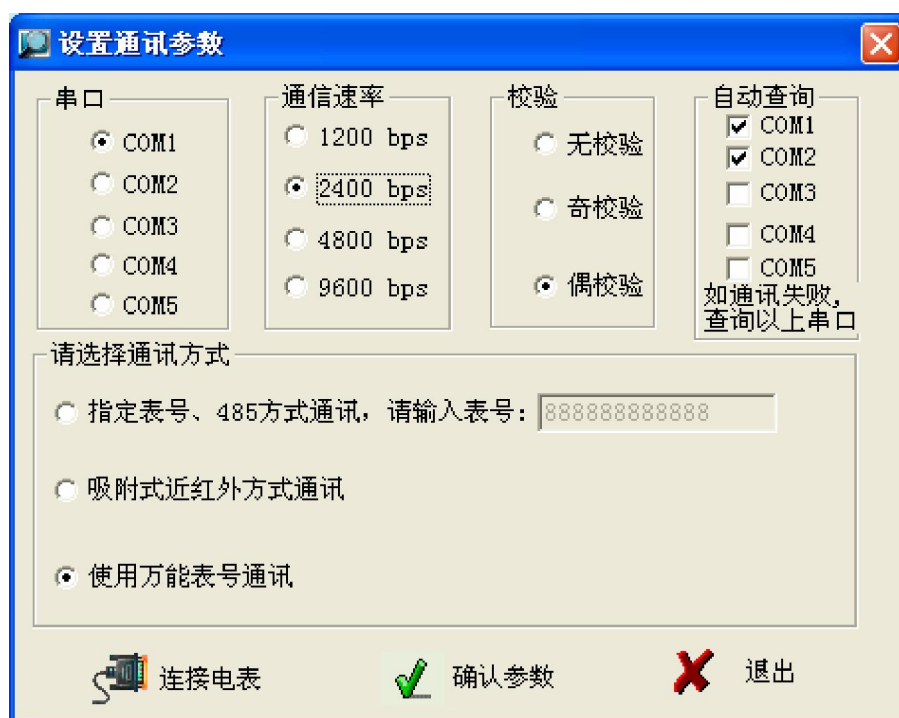 设置通讯参数
串口
COM1
COM2
COM3
COM4
COM5
通信速率
1200 bps
2400 bps
4800 bps
9600 bps
校验
无校验
奇校验
偶校验
自动查询
COM1
COM2
COM3
COM4
COM5
如通讯失败,
查询以上串口
请选择通讯方式
指定表号、485方式通讯，请输入表号: 888888888888
吸附式近红外方式通讯
使用万能表号通讯
连接电表
确认参数
退出